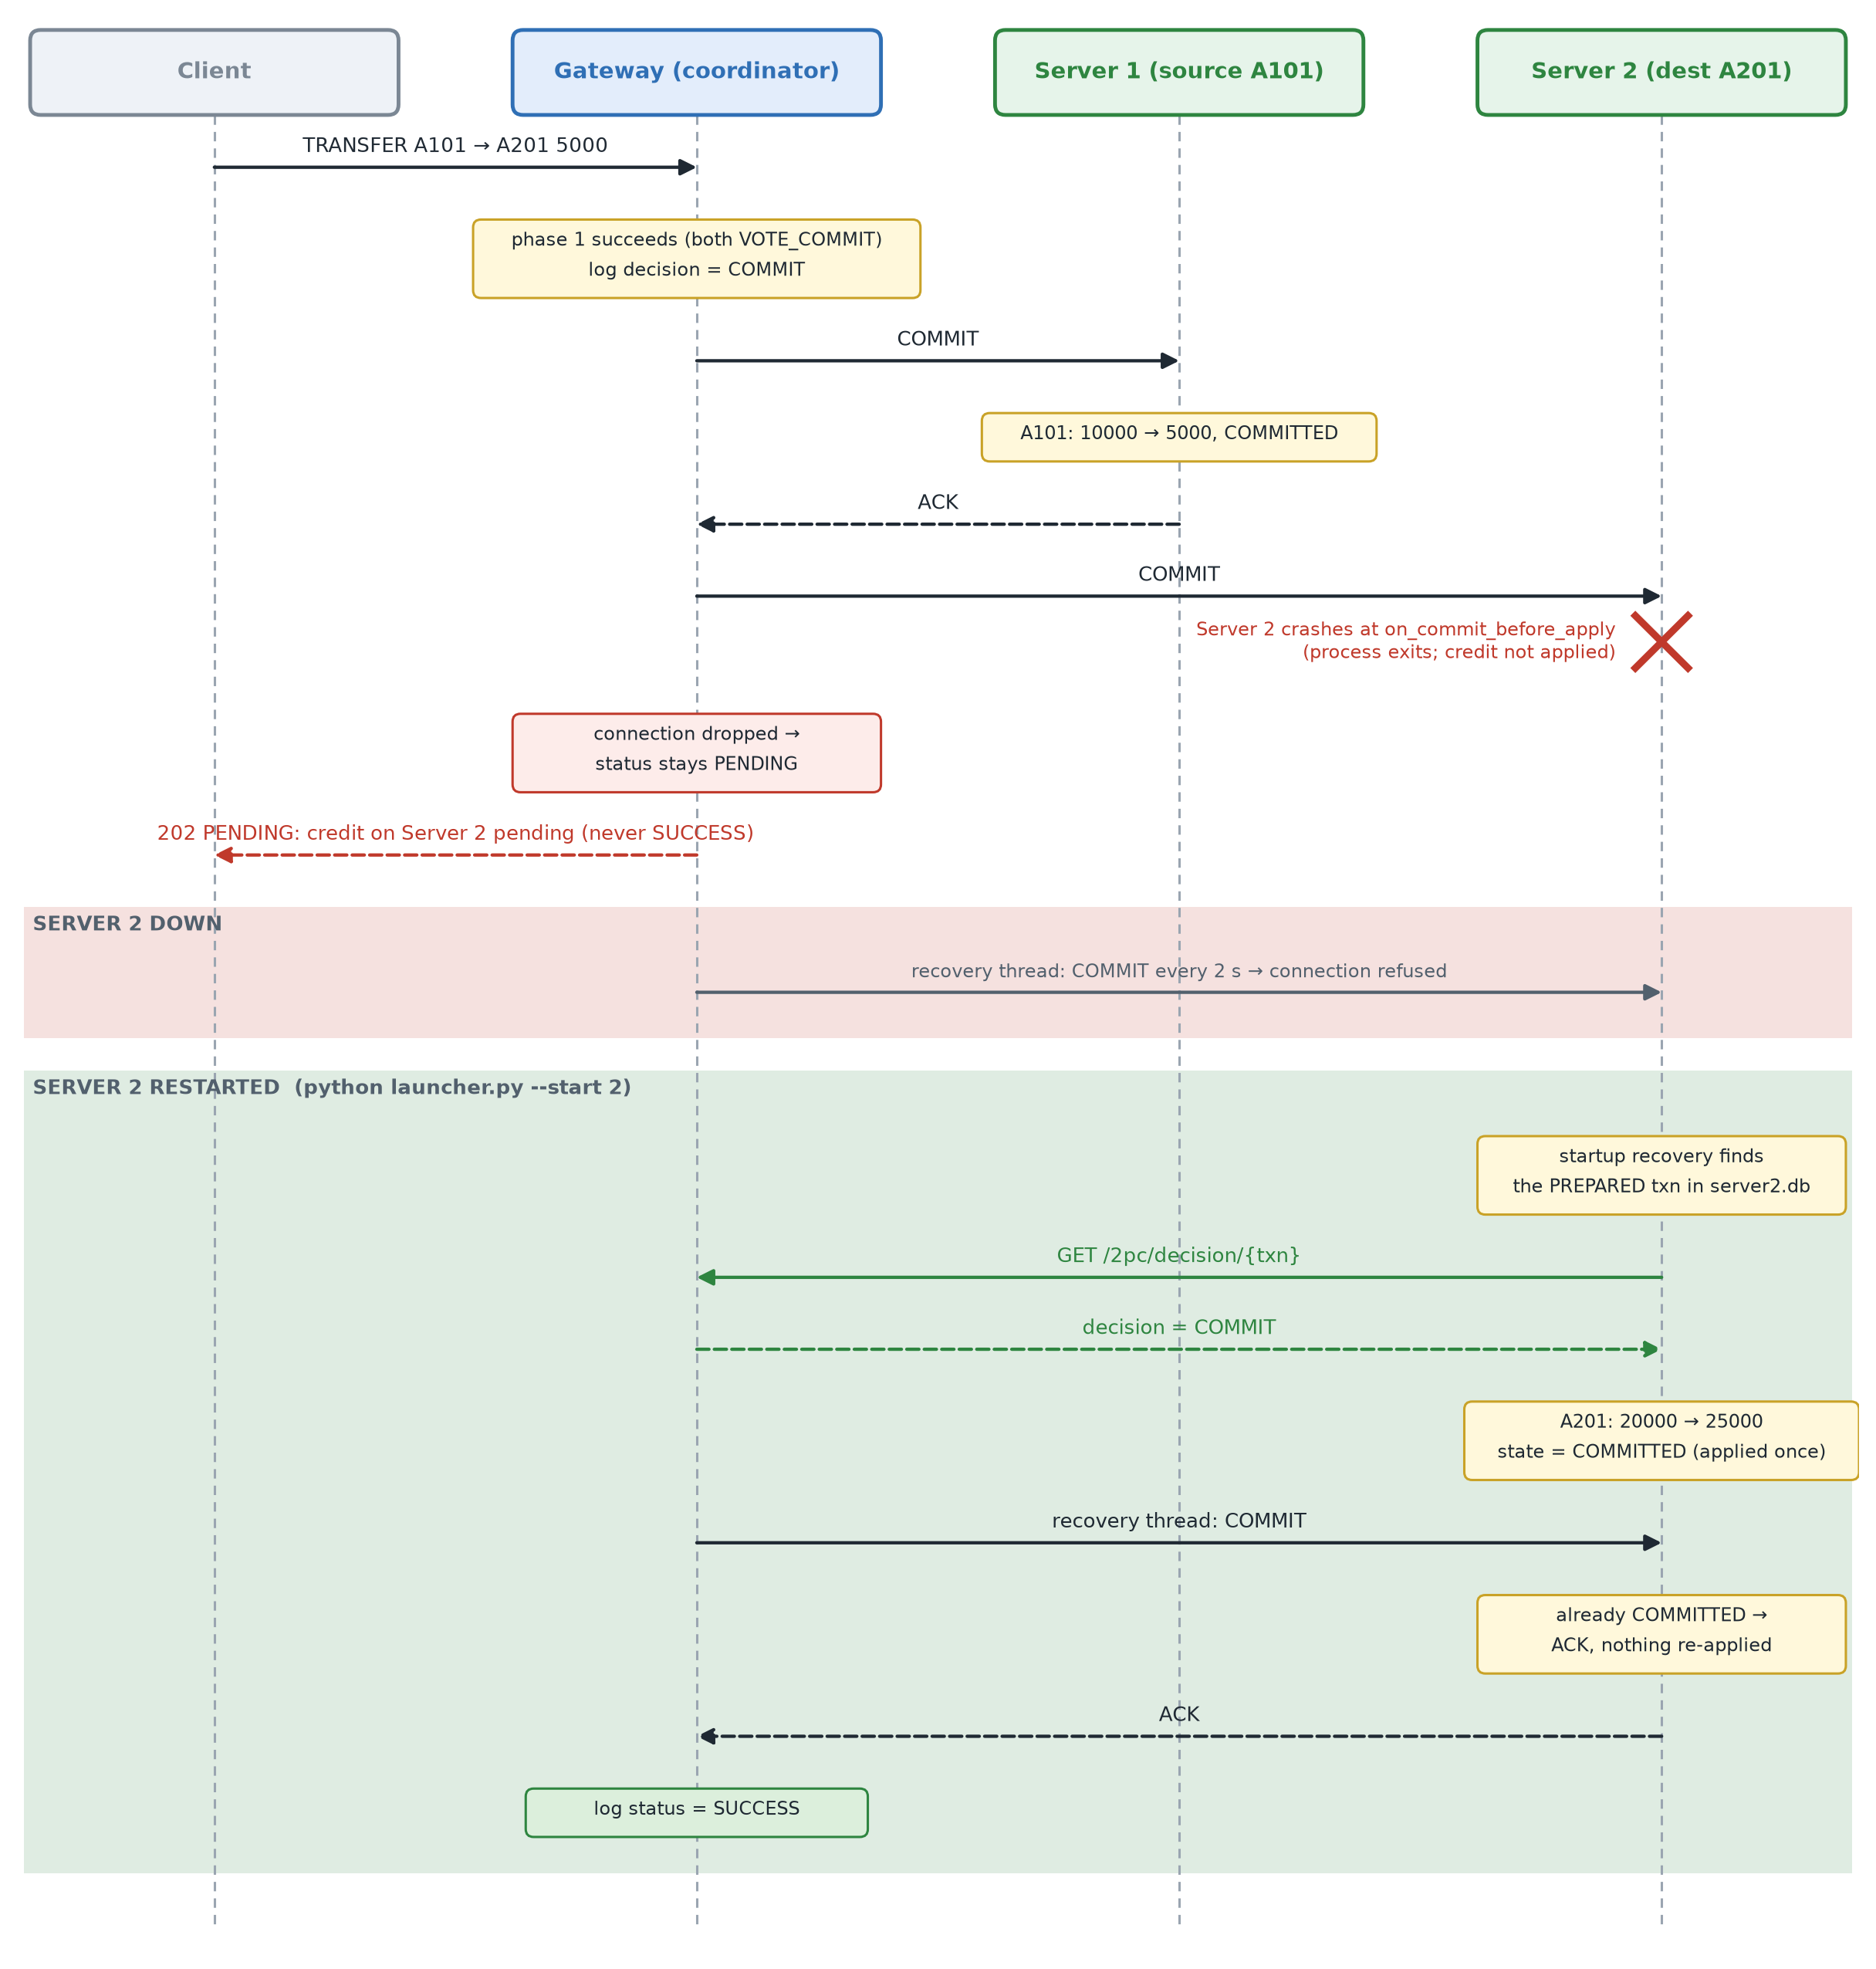 Client
Gateway (coordinator)
Server 1 (source A101)
Server 2 (dest A201)
TRANSFER A101 → A201 5000
phase 1 succeeds (both VOTE_COMMIT)
log decision = COMMIT
COMMIT
A101: 10000 → 5000, COMMITTED
ACK
COMMIT
Server 2 crashes at on_commit_before_apply
(process exits; credit not applied)
connection dropped →
status stays PENDING
202 PENDING: credit on Server 2 pending (never SUCCESS)
SERVER 2 DOWN
recovery thread: COMMIT every 2 s → connection refused
SERVER 2 RESTARTED  (python launcher.py --start 2)
startup recovery finds
the PREPARED txn in server2.db
GET /2pc/decision/{txn}
decision = COMMIT
A201: 20000 → 25000
state = COMMITTED (applied once)
recovery thread: COMMIT
already COMMITTED →
ACK, nothing re-applied
ACK
log status = SUCCESS